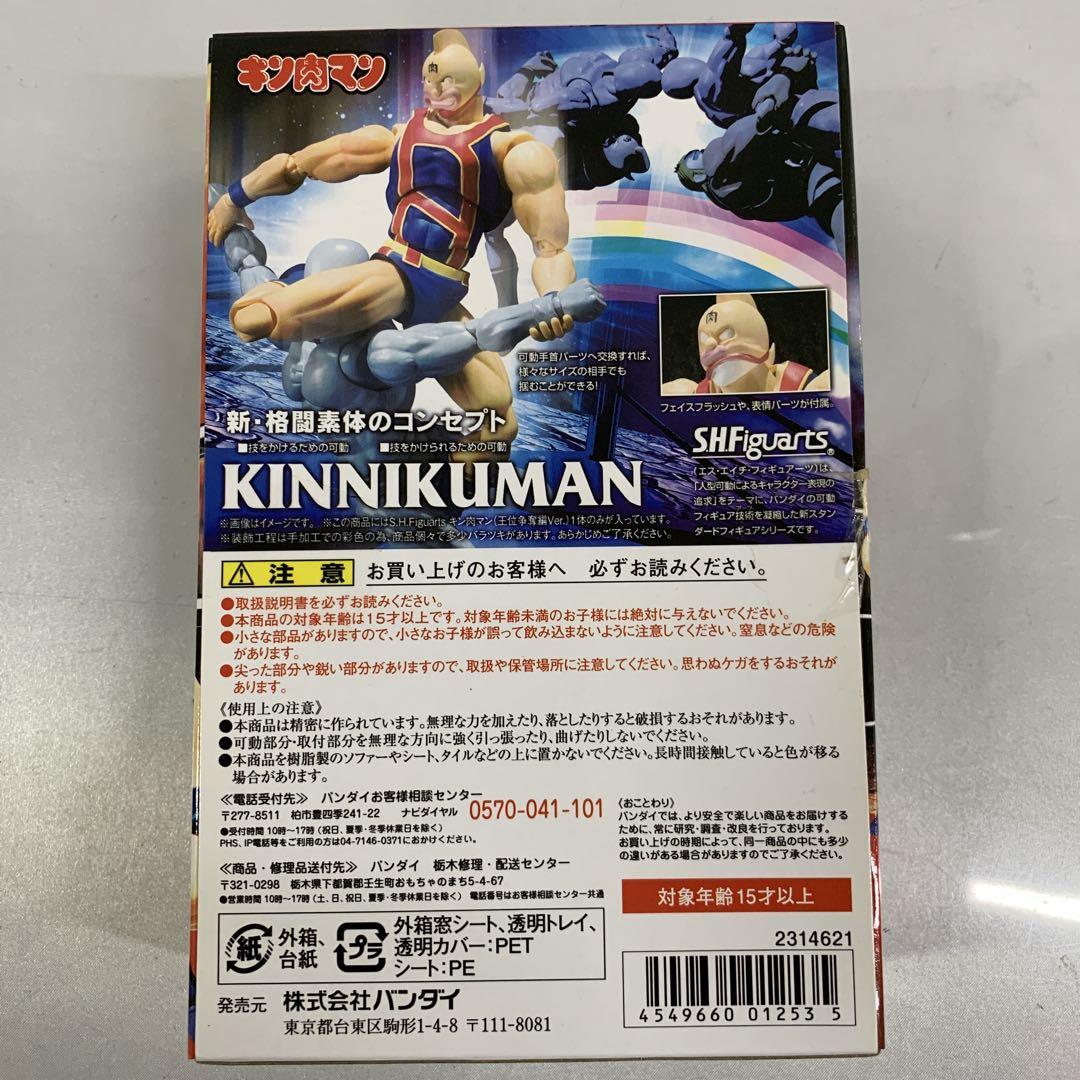 キン肉マン
肉
肉
可動手首パーツへ交換すれば、
様々なサイズの相手でも
掴むことができる!
フェイスフラッシュや、表情パーツが付属。
新・格闘素体のコンセプト
■技をかけるための可動 ■技をかけられるための可動
KINNIKUMAN
※画像はイメージです。 ※この商品にはS.H.Figuarts キン肉マン(王位争奪編Ver.)1体のみが入っています。
※装飾工程は手加工での彩色の為、商品個々で多少バラツキがあります。あらかじめご了承ください。
S.H.Figuarts®
(エス・エイチ・フィギュアーツ)は、
「人型可動によるキャラクター表現の
追求」をテーマに、バンダイの可動
フィギュア技術を凝縮した新スタン
ダードフィギュアシリーズです。
注意 お買い上げのお客様へ 必ずお読みください。
●取扱説明書を必ずお読みください。
●本商品の対象年齢は15才以上です。対象年齢未満のお子様には絶対に与えないでください。
●小さな部品がありますので、小さなお子様が誤って飲み込まないように注意してください。窒息などの危険
があります。
●尖った部分や鋭い部分がありますので、取扱や保管場所に注意してください。思わぬケガをするおそれが
あります。
《使用上の注意》
●本商品は精密に作られています。無理な力を加えたり、落としたりすると破損するおそれがあります。
●可動部分・取付部分を無理な方向に強く引っ張ったり、曲げたりしないでください。
●本商品を樹脂製のソファーやシート、タイルなどの上に置かないでください。長時間接触していると色が移る
場合があります。
≪電話受付先≫ バンダイお客様相談センター
〒277-8511 柏市豊四季241-22 ナビダイヤル 0570-041-101
●受付時間 10時〜17時(祝日、夏季・冬季休業日を除く)
PHS、IP電話等をご利用の方は04-7146-0371におかけください。
≪商品・修理品送付先≫ バンダイ 栃木修理・配送センター
〒321-0298 栃木県下都賀郡壬生町おもちゃのまち5-4-67
●営業時間 10時〜17時(土、日、祝日、夏季・冬季休業日を除く) 電話番号はお客様相談センター共通
《おことわり》
バンダイでは、より安全で楽しい商品をお届けする
ために、常に研究・調査・改良を行っております。
お買い上げの時期によって、同一商品の中にも多少
の違いがある場合がありますのでご了承ください。
対象年齢15才以上
紙 外箱、
台紙
プラ 外箱窓シート、透明トレイ、
透明カバー:PET
シート:PE
発売元 株式会社バンダイ
東京都台東区駒形1-4-8 〒111-8081
2314621
4 549660 012535